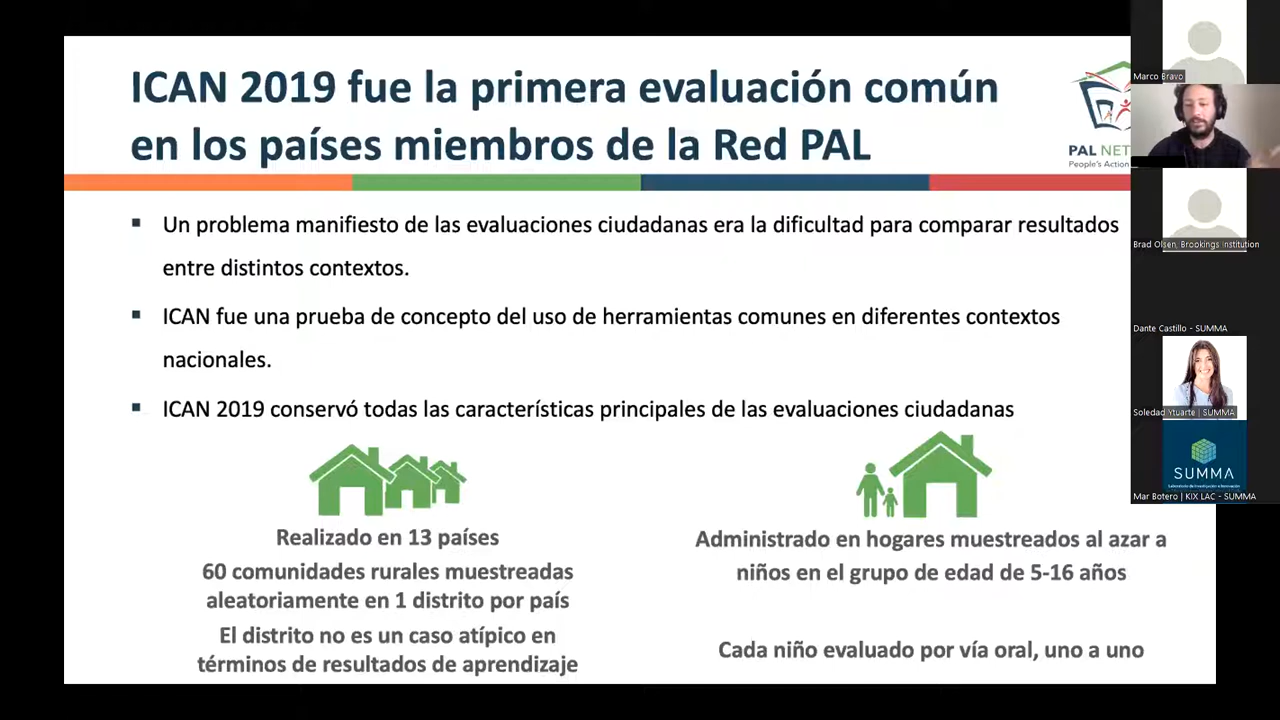 ICAN 2019 fue la primera evaluación común
en los países miembros de la Red PAL
PAL NET
People's Action
▪ Un problema manifiesto de las evaluaciones ciudadanas era la dificultad para comparar resultados
entre distintos contextos.
▪ ICAN fue una prueba de concepto del uso de herramientas comunes en diferentes contextos
nacionales.
▪ ICAN 2019 conservó todas las características principales de las evaluaciones ciudadanas
Realizado en 13 países
60 comunidades rurales muestreadas
aleatoriamente en 1 distrito por país
El distrito no es un caso atípico en
términos de resultados de aprendizaje
Administrado en hogares muestreados al azar a
niños en el grupo de edad de 5-16 años
Cada niño evaluado por vía oral, uno a uno
Marco Bravo
Brad Olsen, Brookings Institution
Dante Castillo - SUMMA
Soledad Ytuarte | SUMMA
SUMMA
Mar Botero | KIX LAC - SUMMA